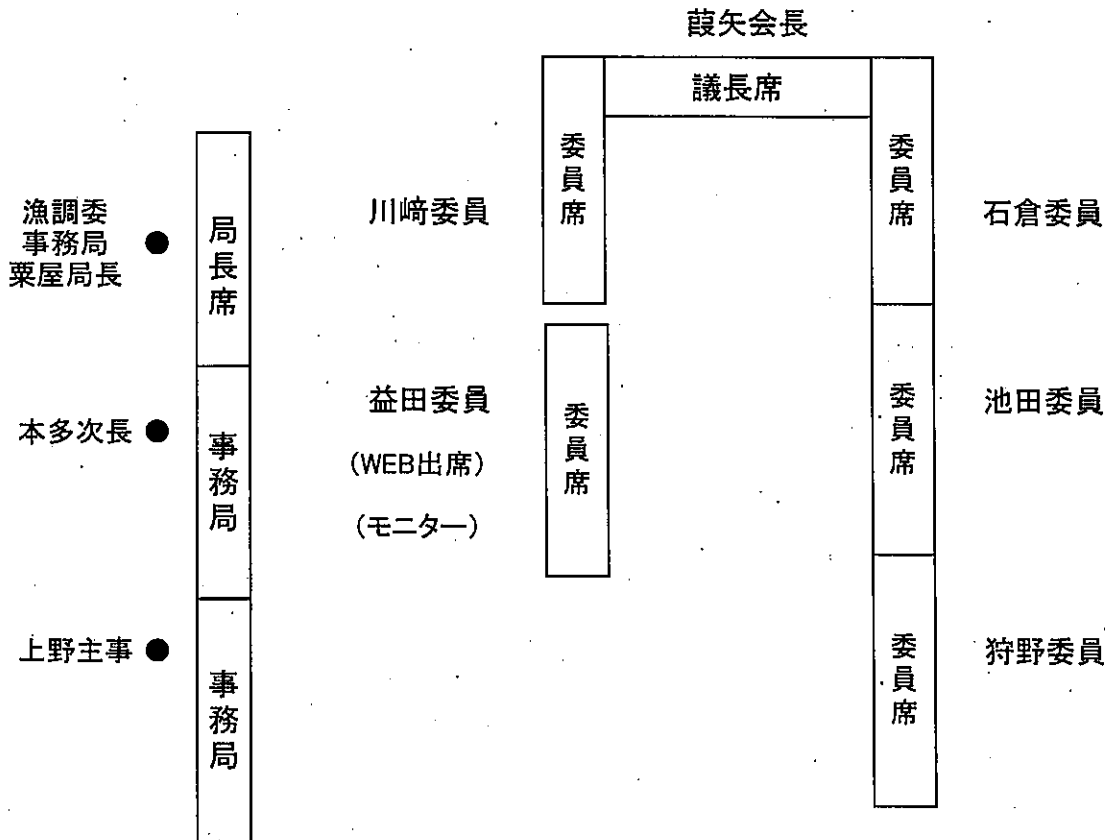 葭矢会長
議長席
委員席
委員席
川﨑委員
石倉委員
漁調委
事務局
粟屋局長
局長席
益田委員
(WEB出席)
(モニター)
委員席
委員席
池田委員
本多次長
事務局
上野主事
事務局
委員席
狩野委員